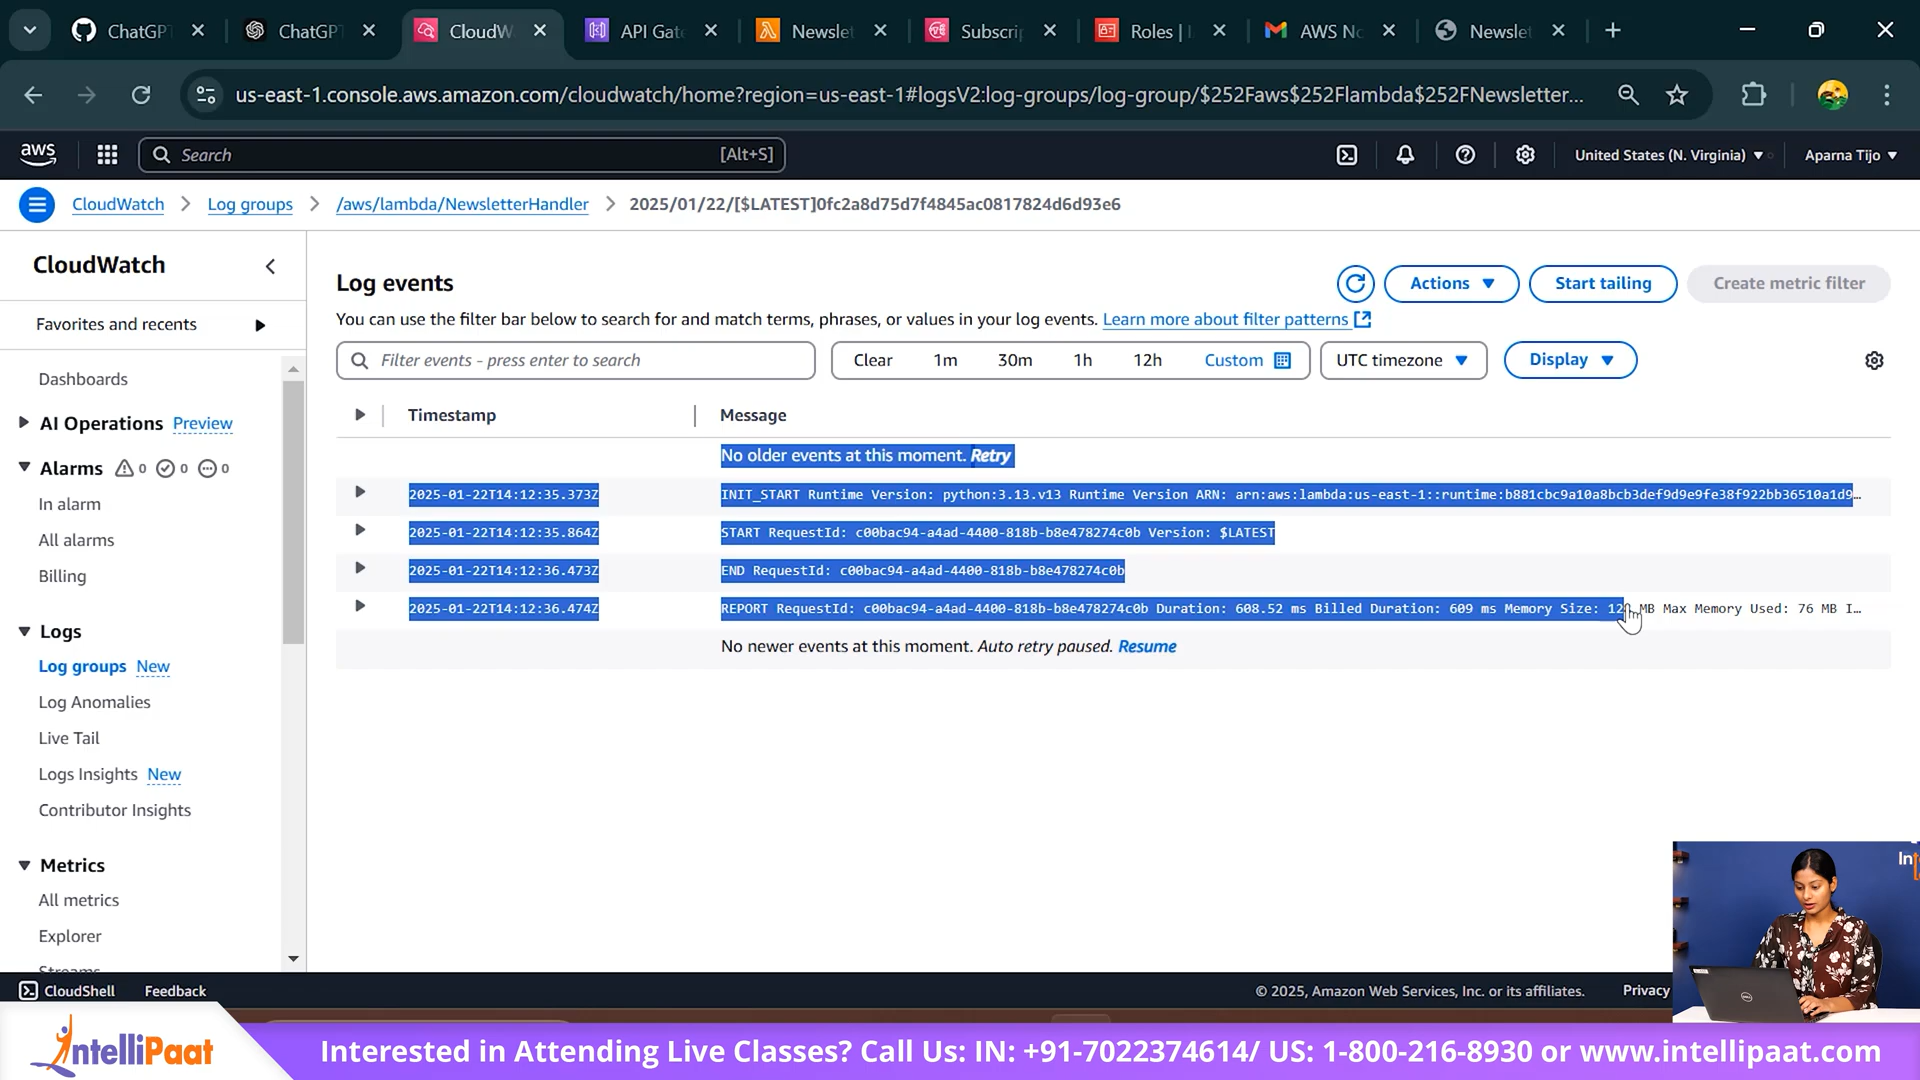 ChatGP
ChatGP
CloudW
API Gat
Newslet
Subscrip
Roles | I
AWS No
Newslet
us-east-1.console.aws.amazon.com/cloudwatch/home?region=us-east-1#logsV2:log-groups/log-group/$252Faws$252Flambda$252FNewsletter...
aws
Search
[Alt+S]
United States (N. Virginia)
Aparna Tijo
CloudWatch
Log groups
/aws/lambda/NewsletterHandler
2025/01/22/[$LATEST]0fc2a8d75d7f4845ac0817824d6d93e6
CloudWatch
Favorites and recents
Dashboards
AI Operations Preview
Alarms 0 0 0
In alarm
All alarms
Billing
Logs
Log groups New
Log Anomalies
Live Tail
Logs Insights New
Contributor Insights
Metrics
All metrics
Explorer
Streams
Log events
Actions
Start tailing
Create metric filter
You can use the filter bar below to search for and match terms, phrases, or values in your log events. Learn more about filter patterns
Filter events - press enter to search
Clear
1m
30m
1h
12h
Custom
UTC timezone
Display
Timestamp
Message
No older events at this moment. Retry
2025-01-22T14:12:35.373Z INIT_START Runtime Version: python:3.13.v13 Runtime Version ARN: arn:aws:lambda:us-east-1::runtime:b881cbc9a10a8bcb3def9d9e9fe38f922bb36510a1d9…
2025-01-22T14:12:35.864Z START RequestId: c00bac94-a4ad-4400-818b-b8e478274c0b Version: $LATEST
2025-01-22T14:12:36.473Z END RequestId: c00bac94-a4ad-4400-818b-b8e478274c0b
2025-01-22T14:12:36.474Z REPORT RequestId: c00bac94-a4ad-4400-818b-b8e478274c0b Duration: 608.52 ms Billed Duration: 609 ms Memory Size: MB Max Memory Used: 76 MB I…
No newer events at this moment. Auto retry paused. Resume
CloudShell
Feedback
© 2025, Amazon Web Services, Inc. or its affiliates.
Privacy
IntelliPaat
Interested in Attending Live Classes? Call Us: IN: +91-7022374614/ US: 1-800-216-8930 or www.intellipaat.com